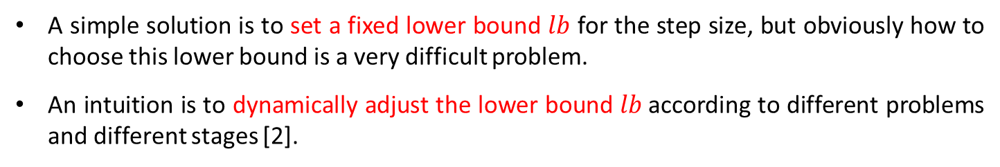 • A simple solution is to set a fixed lower bound lb for the step size, but obviously how to
choose this lower bound is a very difficult problem.
• An intuition is to dynamically adjust the lower bound lb according to different problems
and different stages [2].